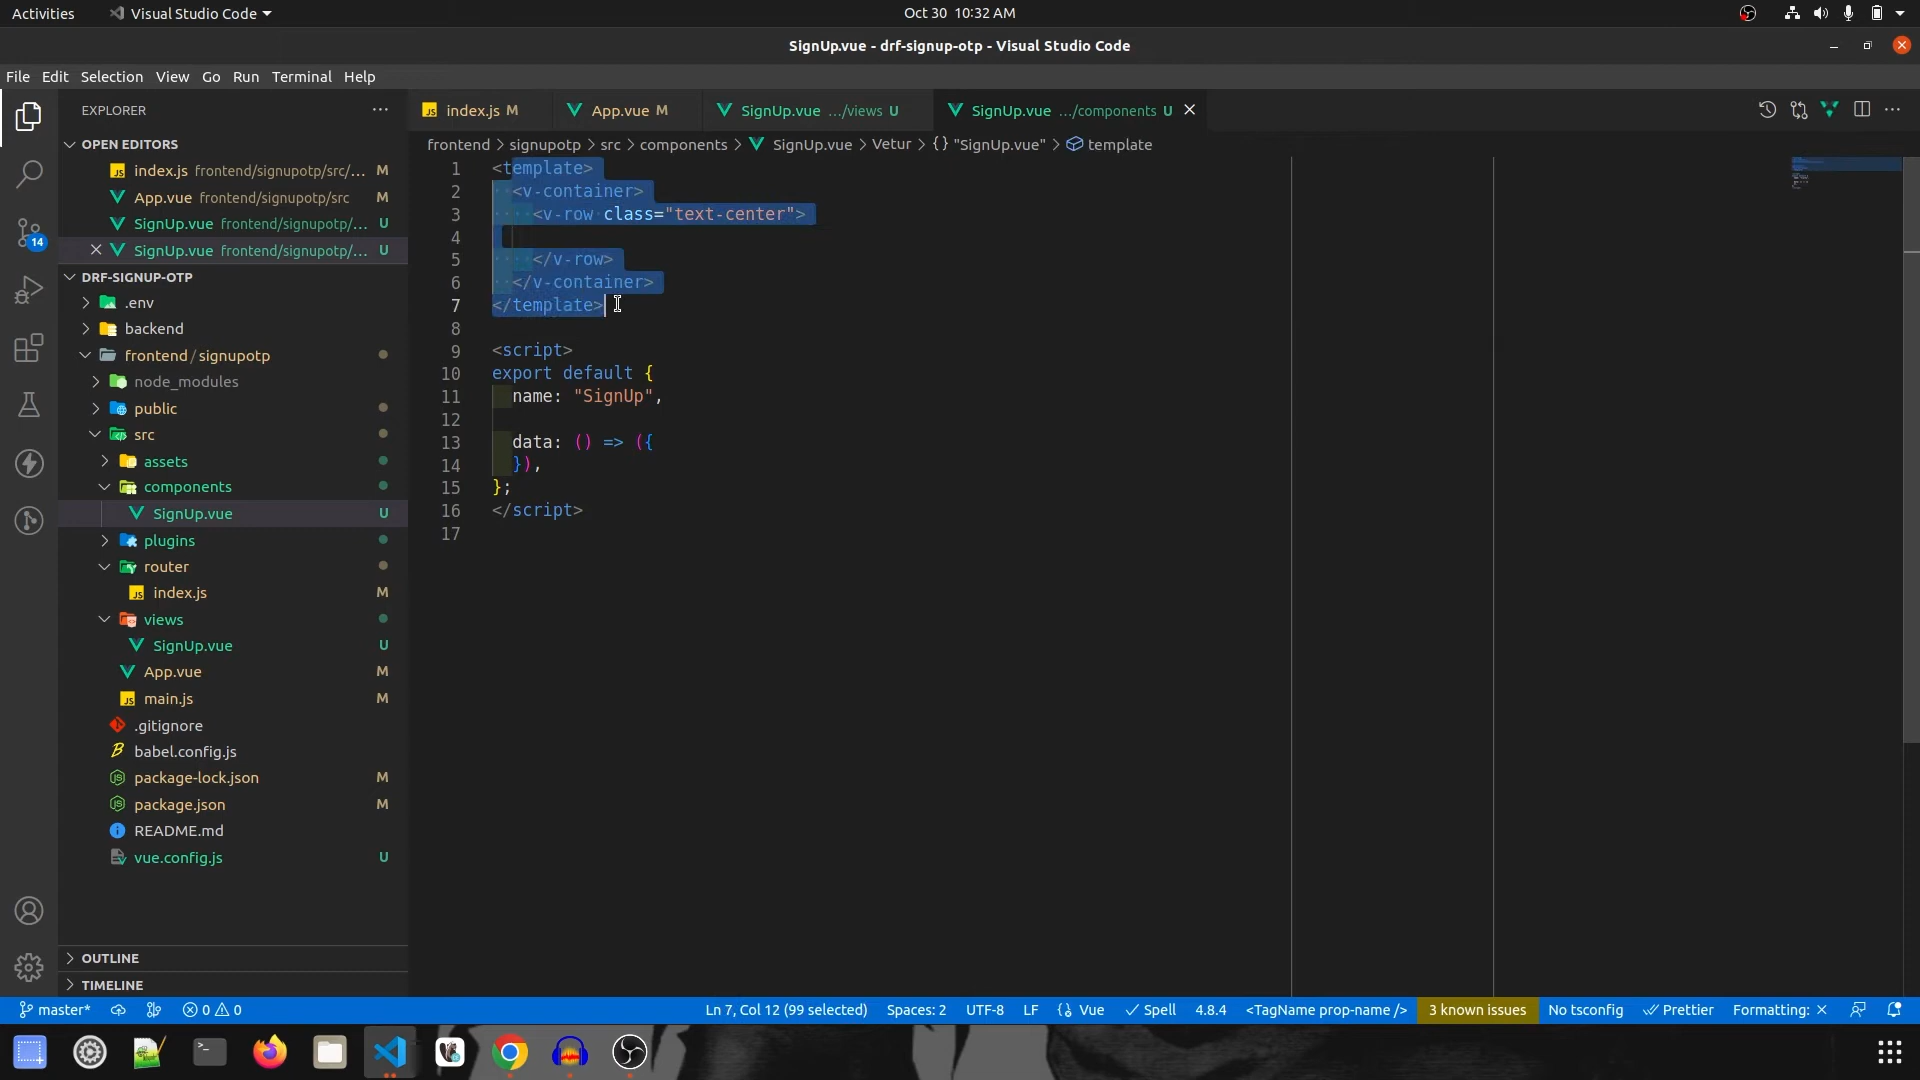 Activities Visual Studio Code Oct 30 10:32 AM
SignUp.vue - drf-signup-otp - Visual Studio Code
File Edit Selection View Go Run Terminal Help
EXPLORER
OPEN EDITORS
index.js frontend/signupotp/src/... M
App.vue frontend/signupotp/src M
SignUp.vue frontend/signupotp/... U
SignUp.vue frontend/signupotp/... U
DRF-SIGNUP-OTP
.env
backend
frontend / signupotp
node_modules
public
src
assets
components
SignUp.vue U
plugins
router
index.js M
views
SignUp.vue U
App.vue M
main.js M
.gitignore
babel.config.js
package-lock.json M
package.json M
README.md
vue.config.js U
OUTLINE
TIMELINE
14
index.js M App.vue M SignUp.vue .../views U SignUp.vue .../components U
frontend > signupotp > src > components > SignUp.vue > Vetur > {} "SignUp.vue" > template
1 <template>
2 <v-container>
3 <v-row class="text-center">
4
5 </v-row>
6 </v-container>
7 </template>
8
9 <script>
10 export default {
11 name: "SignUp",
12
13 data: () => ({
14 }),
15 };
16 </script>
17
master* 0 0 Ln 7, Col 12 (99 selected) Spaces: 2 UTF-8 LF {} Vue Spell 4.8.4 <TagName prop-name /> 3 known issues No tsconfig Prettier Formatting: ×